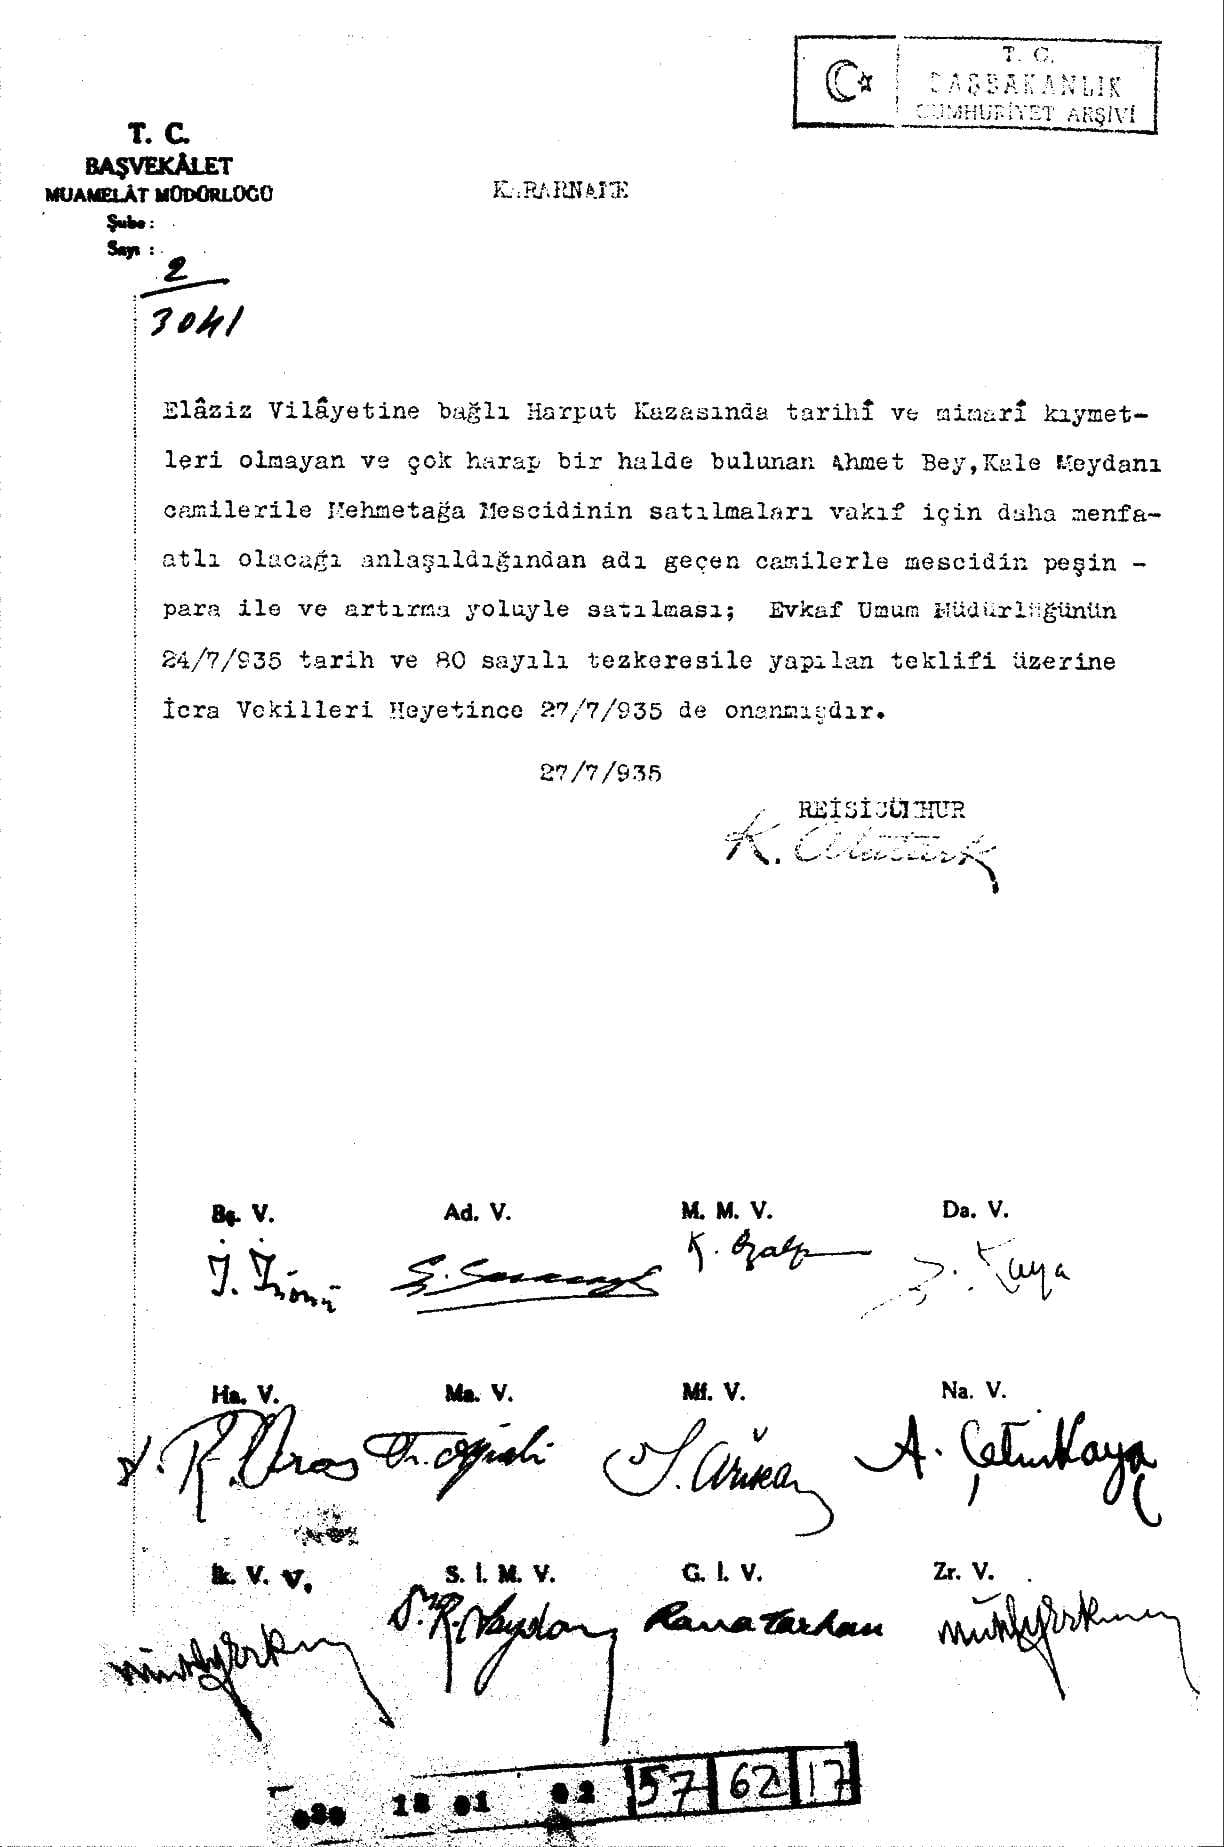 T. C.
BAŞBAKANLIK
CUMHURİYET ARŞİVİ
T. C.
BAŞVEKÂLET
MUAMELÂT MÜDÜRLÜĞÜ
Şube :
Sayı :
2
3041
KARARNAME
Elâziz Vilâyetine bağlı Harput Kazasında tarihî ve mimarî kıymet-
leri olmayan ve çok harap bir halde bulunan Ahmet Bey,Kale Meydanı
camilerile Mehmetağa Mescidinin satılmaları vakıf için daha menfa-
atlı olacağı anlaşıldığından adı geçen camilerle mescidin peşin -
para ile ve artırma yoluyle satılması; Evkaf Umum Müdürlüğünün
24/7/935 tarih ve 80 sayılı tezkeresile yapılan teklifi üzerine
İcra Vekilleri Heyetince 27/7/935 de onanmışdır.
27/7/935
REİSİCÜMHUR
K. Atatürk
Bş. V. Ad. V. M. M. V. Da. V.
İ. İnönü Ş. K. Özalp Ş. Kaya
Ha. V. Ma. V. Mf. V. Na. V.
R. Aras F. Ağralı S. Arıkan A. Çetinkaya
İk. V. V. S. İ. M. V. G. İ. V. Zr. V.
Muhlis Erkmen Dr. R. Saydam Rana Tarhan Muhlis Erkmen
030 18 01 02 57 62 17